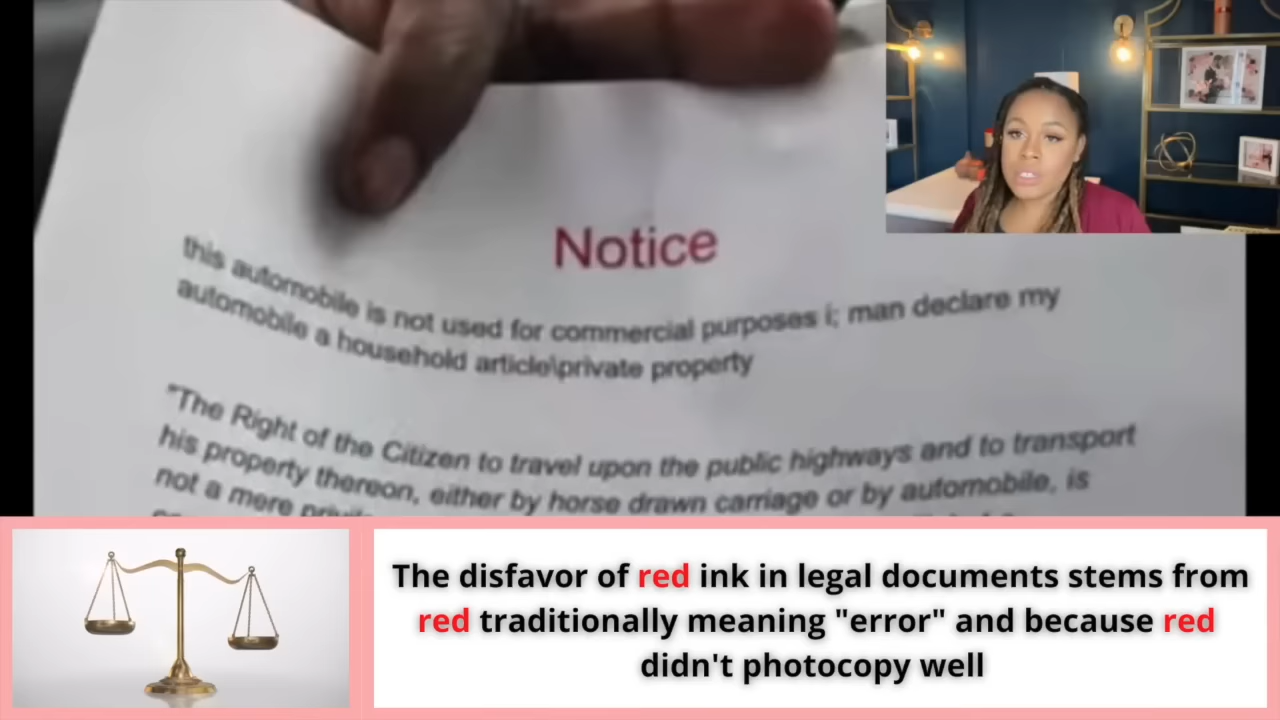 Notice
this automobile is not used for commercial purposes i; man declare my
automobile a household article\private property
"The Right of the Citizen to travel upon the public highways and to transport
his property thereon, either by horse drawn carriage or by automobile, is
not a mere
The disfavor of red ink in legal documents stems from
red traditionally meaning "error" and because red
didn't photocopy well